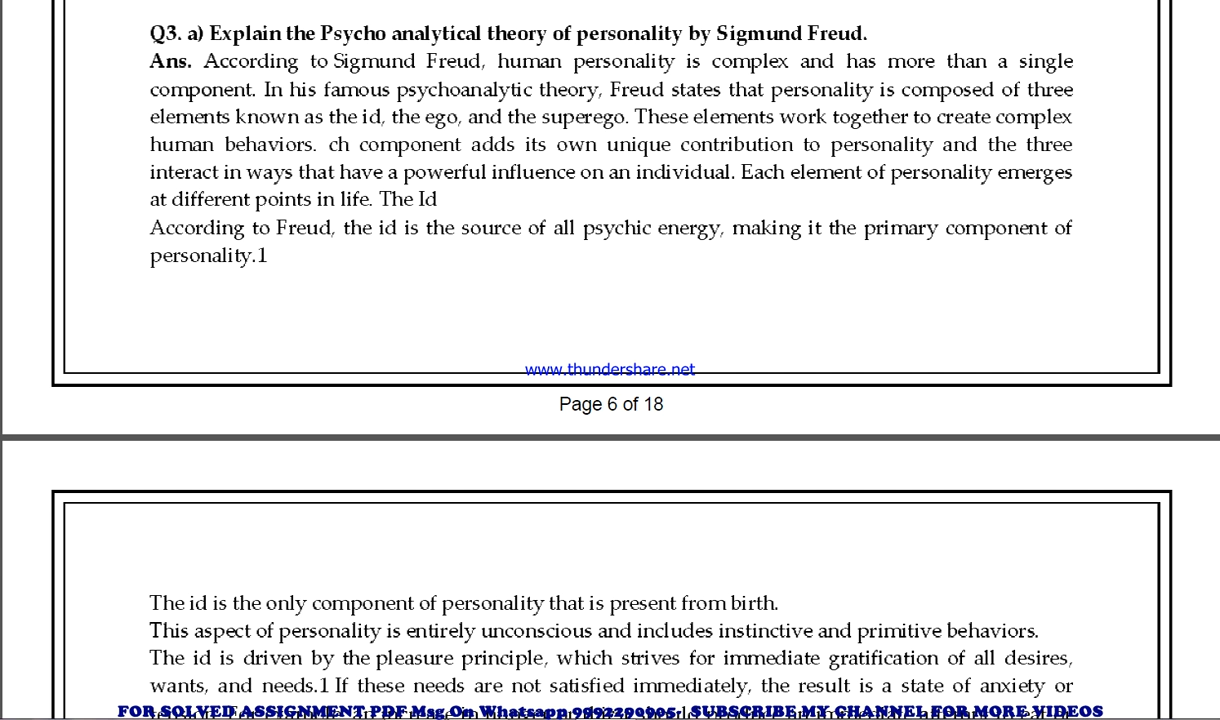 Q3. a) Explain the Psycho analytical theory of personality by Sigmund Freud.
Ans. According to Sigmund Freud, human personality is complex and has more than a single
component. In his famous psychoanalytic theory, Freud states that personality is composed of three
elements known as the id, the ego, and the superego. These elements work together to create complex
human behaviors. ch component adds its own unique contribution to personality and the three
interact in ways that have a powerful influence on an individual. Each element of personality emerges
at different points in life. The Id
According to Freud, the id is the source of all psychic energy, making it the primary component of
personality.1
www.thundershare.net
Page 6 of 18
The id is the only component of personality that is present from birth.
This aspect of personality is entirely unconscious and includes instinctive and primitive behaviors.
The id is driven by the pleasure principle, which strives for immediate gratification of all desires,
wants, and needs.1 If these needs are not satisfied immediately, the result is a state of anxiety or
FOR SOLVED ASSIGNMENT PDF Msg On Whatsapp 9992290905- SUBSCRIBE MY CHANNEL FOR MORE VIDEOS